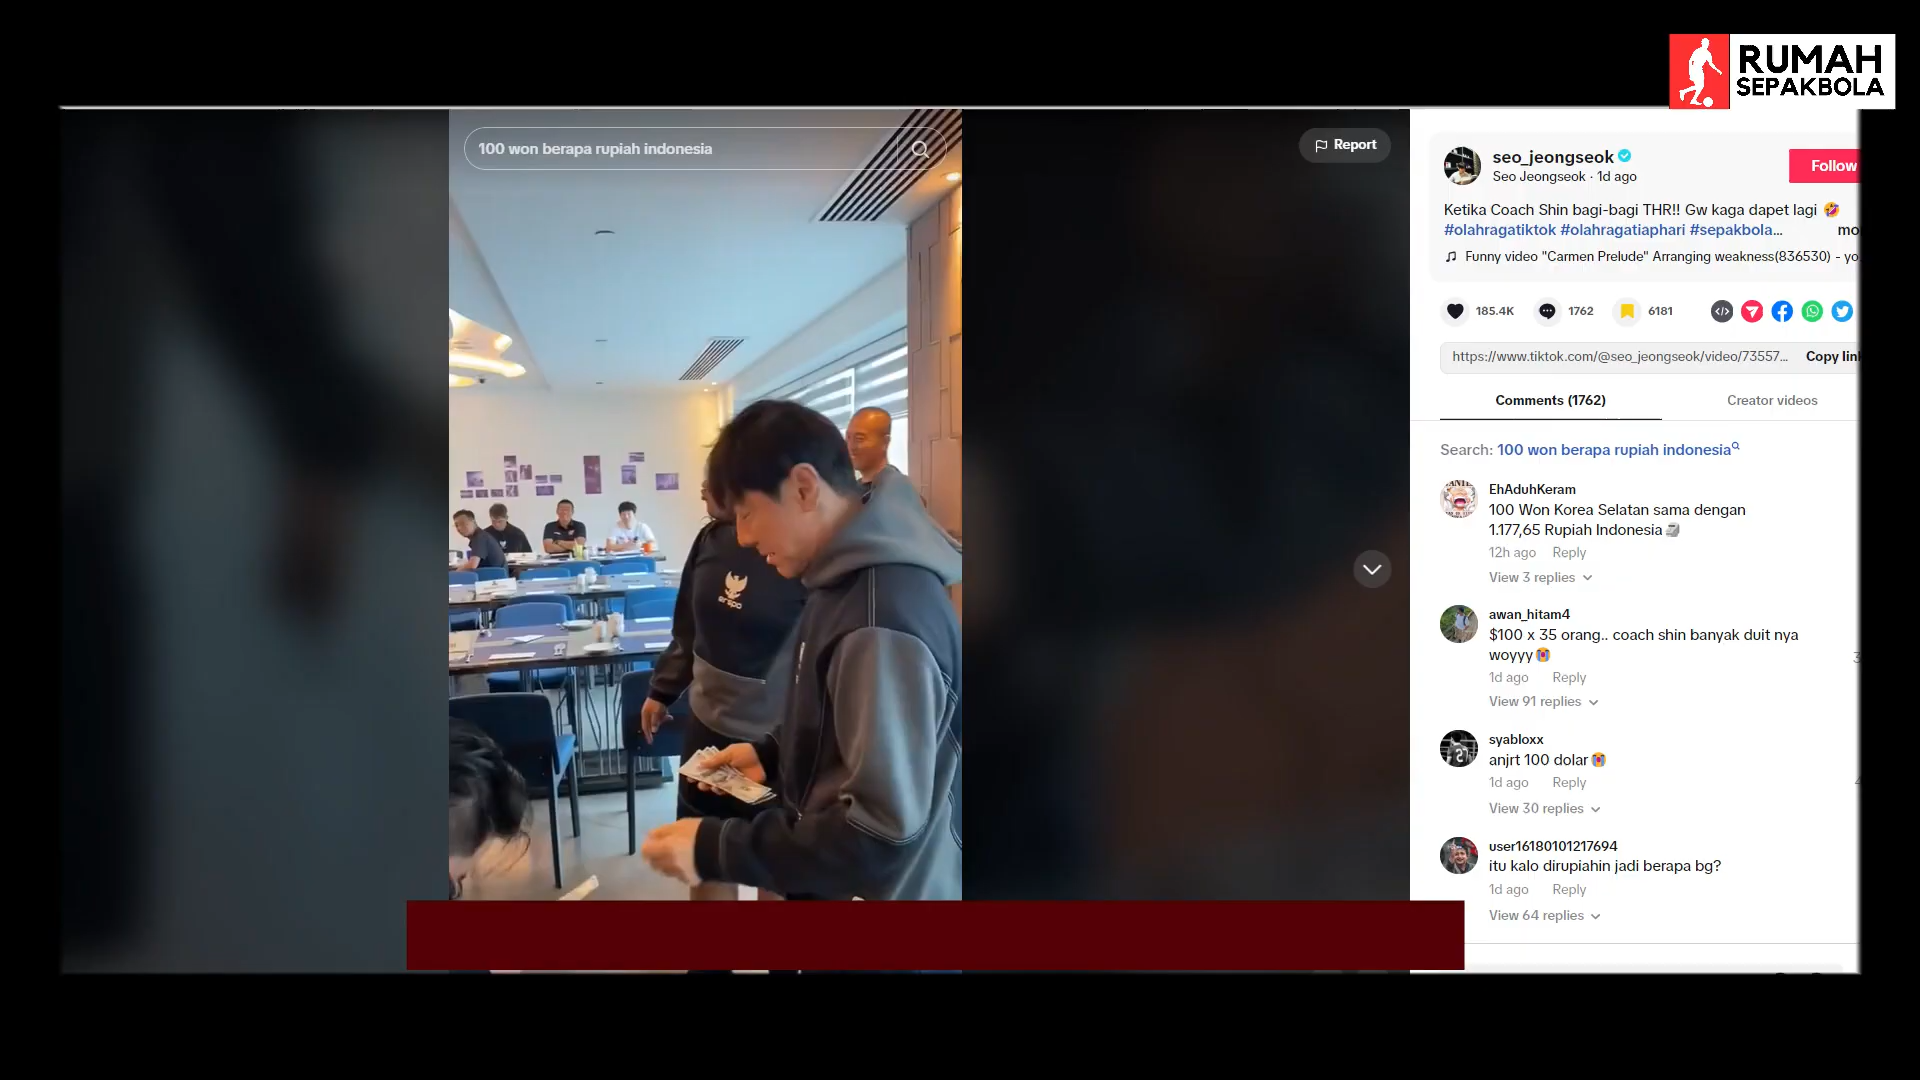 RUMAH
SEPAKBOLA
100 won berapa rupiah indonesia
Report
seo_jeongseok
Seo Jeongseok · 1d ago
Follow
Ketika Coach Shin bagi-bagi THR!! Gw kaga dapet lagi 🤣
#olahragatiktok #olahragatiaphari #sepakbola...
mo
Funny video "Carmen Prelude" Arranging weakness(836530) - yo
185.4K
1762
6181
https://www.tiktok.com/@seo_jeongseok/video/73557...
Copy link
Comments (1762)
Creator videos
Search: 100 won berapa rupiah indonesia
EhAduhKeram
100 Won Korea Selatan sama dengan
1.177,65 Rupiah Indonesia🗿
12h ago Reply
View 3 replies
awan_hitam4
$100 x 35 orang.. coach shin banyak duit nya
woyyy😭
1d ago Reply
View 91 replies
syabloxx
anjrt 100 dolar😭
1d ago Reply
View 30 replies
user16180101217694
itu kalo dirupiahin jadi berapa bg?
1d ago Reply
View 64 replies
erspo